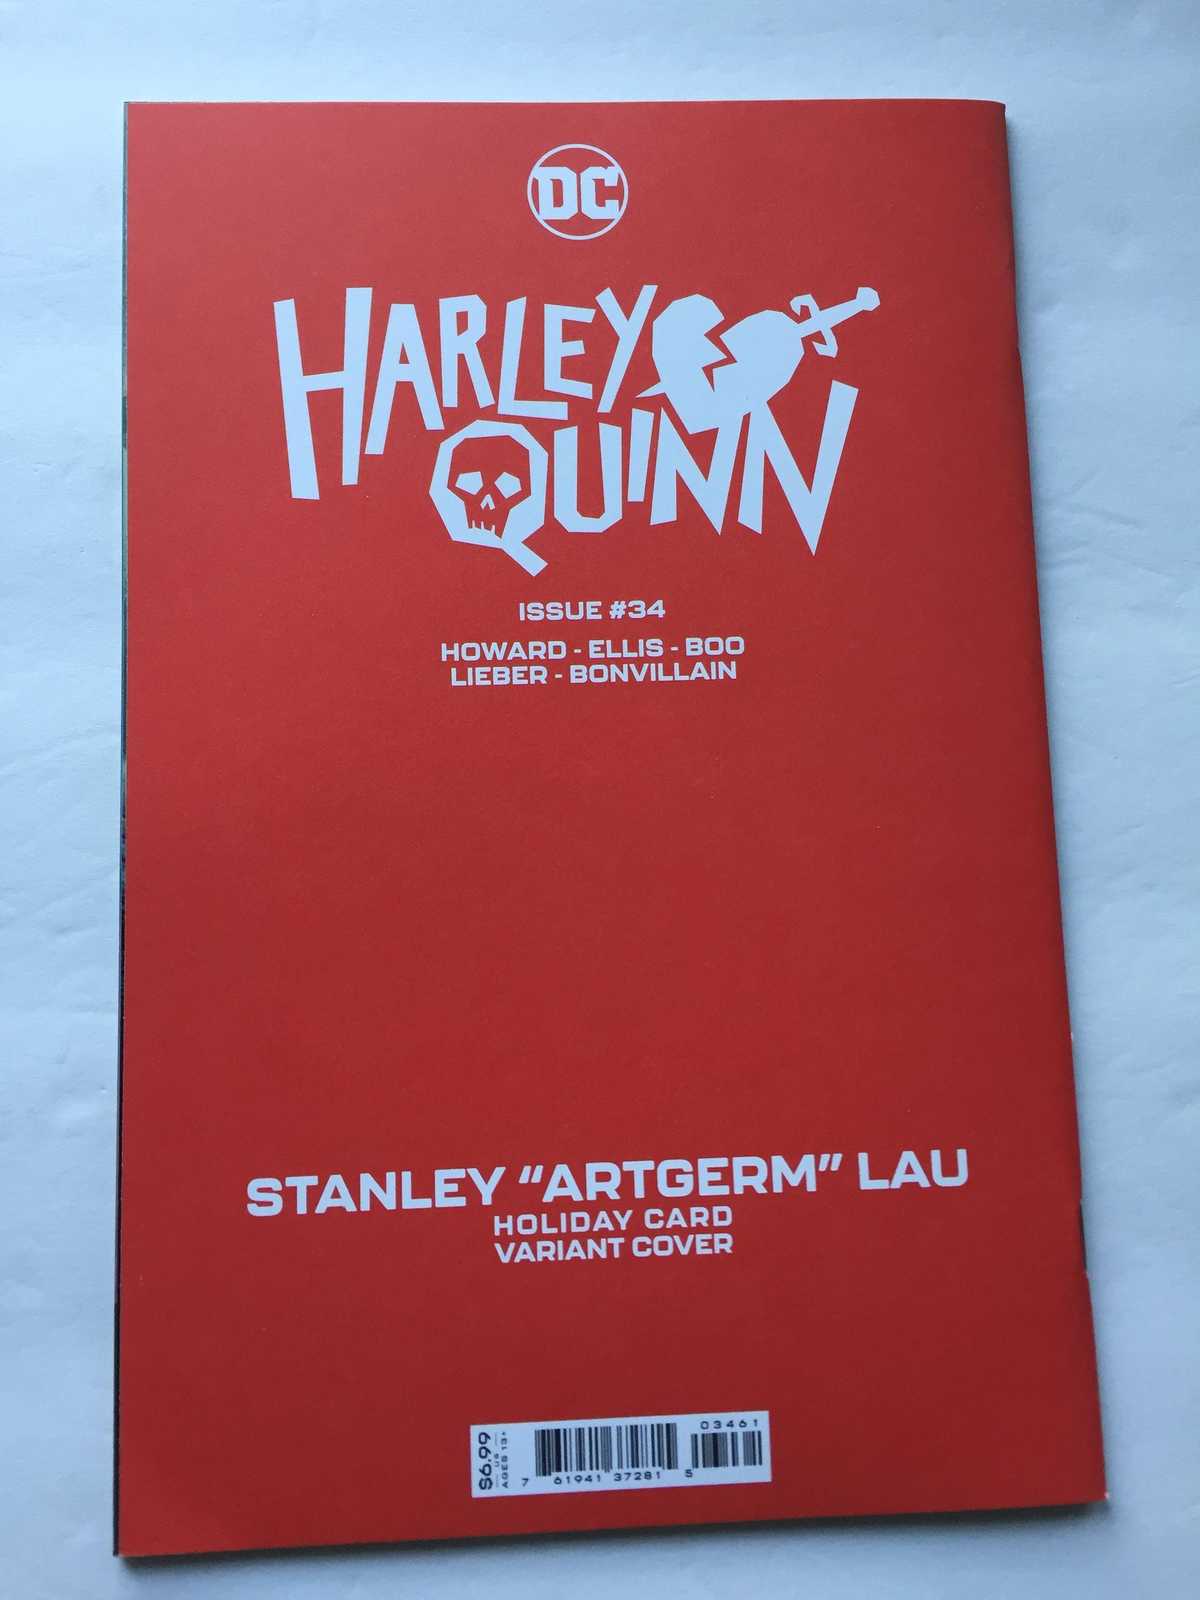 DC
HARLEY
QUINN
ISSUE #34
HOWARD - ELLIS - BOO
LIEBER - BONVILLAIN
STANLEY "ARTGERM" LAU
HOLIDAY CARD
VARIANT COVER
$6.99
US
AGES 13+
03461
7 61941 37281 5